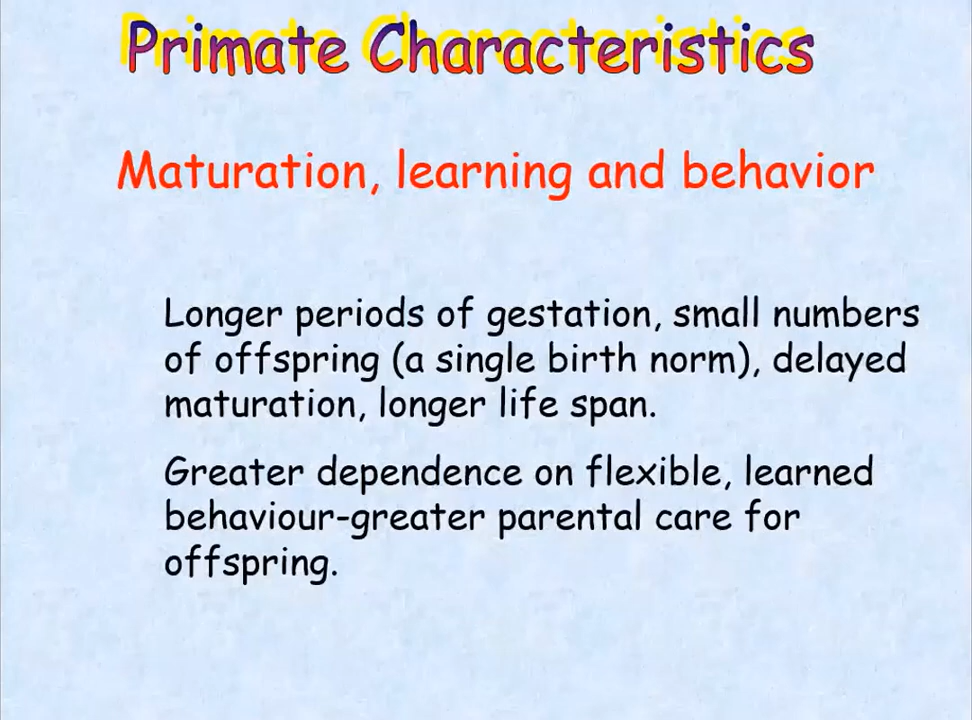 Primate Characteristics
Maturation, learning and behavior
Longer periods of gestation, small numbers
of offspring (a single birth norm), delayed
maturation, longer life span.
Greater dependence on flexible, learned
behaviour-greater parental care for
offspring.